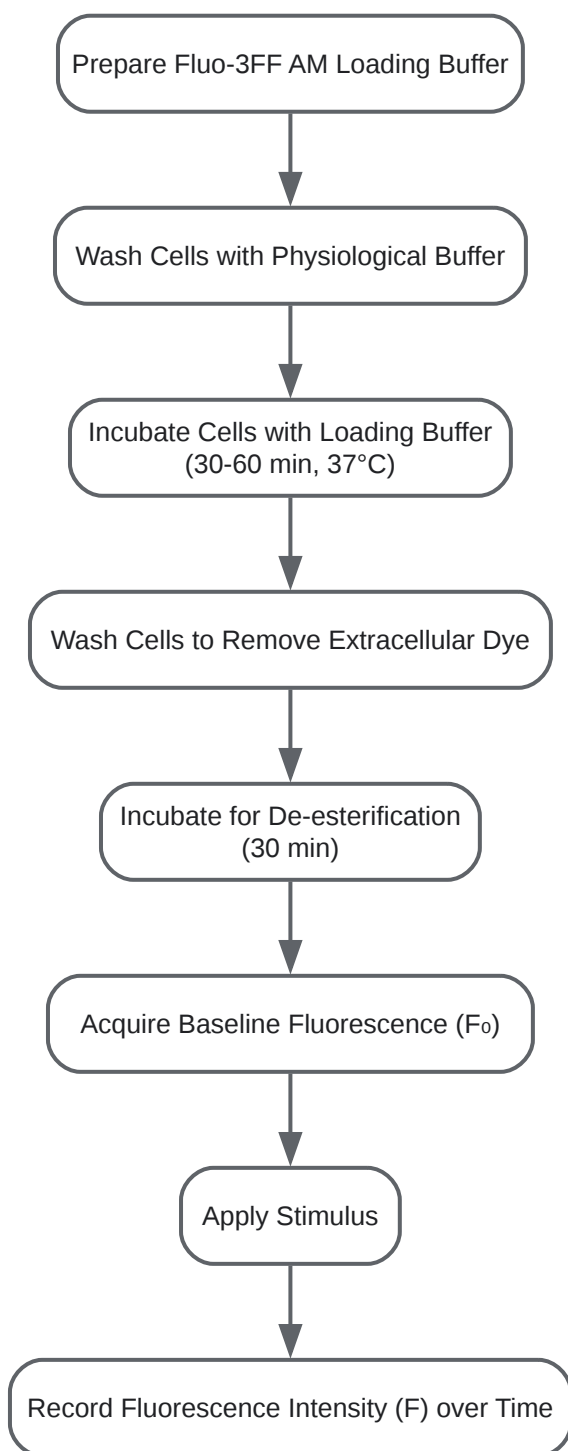 Prepare Fluo-3FF AM Loading Buffer
Wash Cells with Physiological Buffer
Incubate Cells with Loading Buffer
(30-60 min, 37°C)
Wash Cells to Remove Extracellular Dye
Incubate for De-esterification
(30 min)
Acquire Baseline Fluorescence (F₀)
Apply Stimulus
Record Fluorescence Intensity (F) over Time